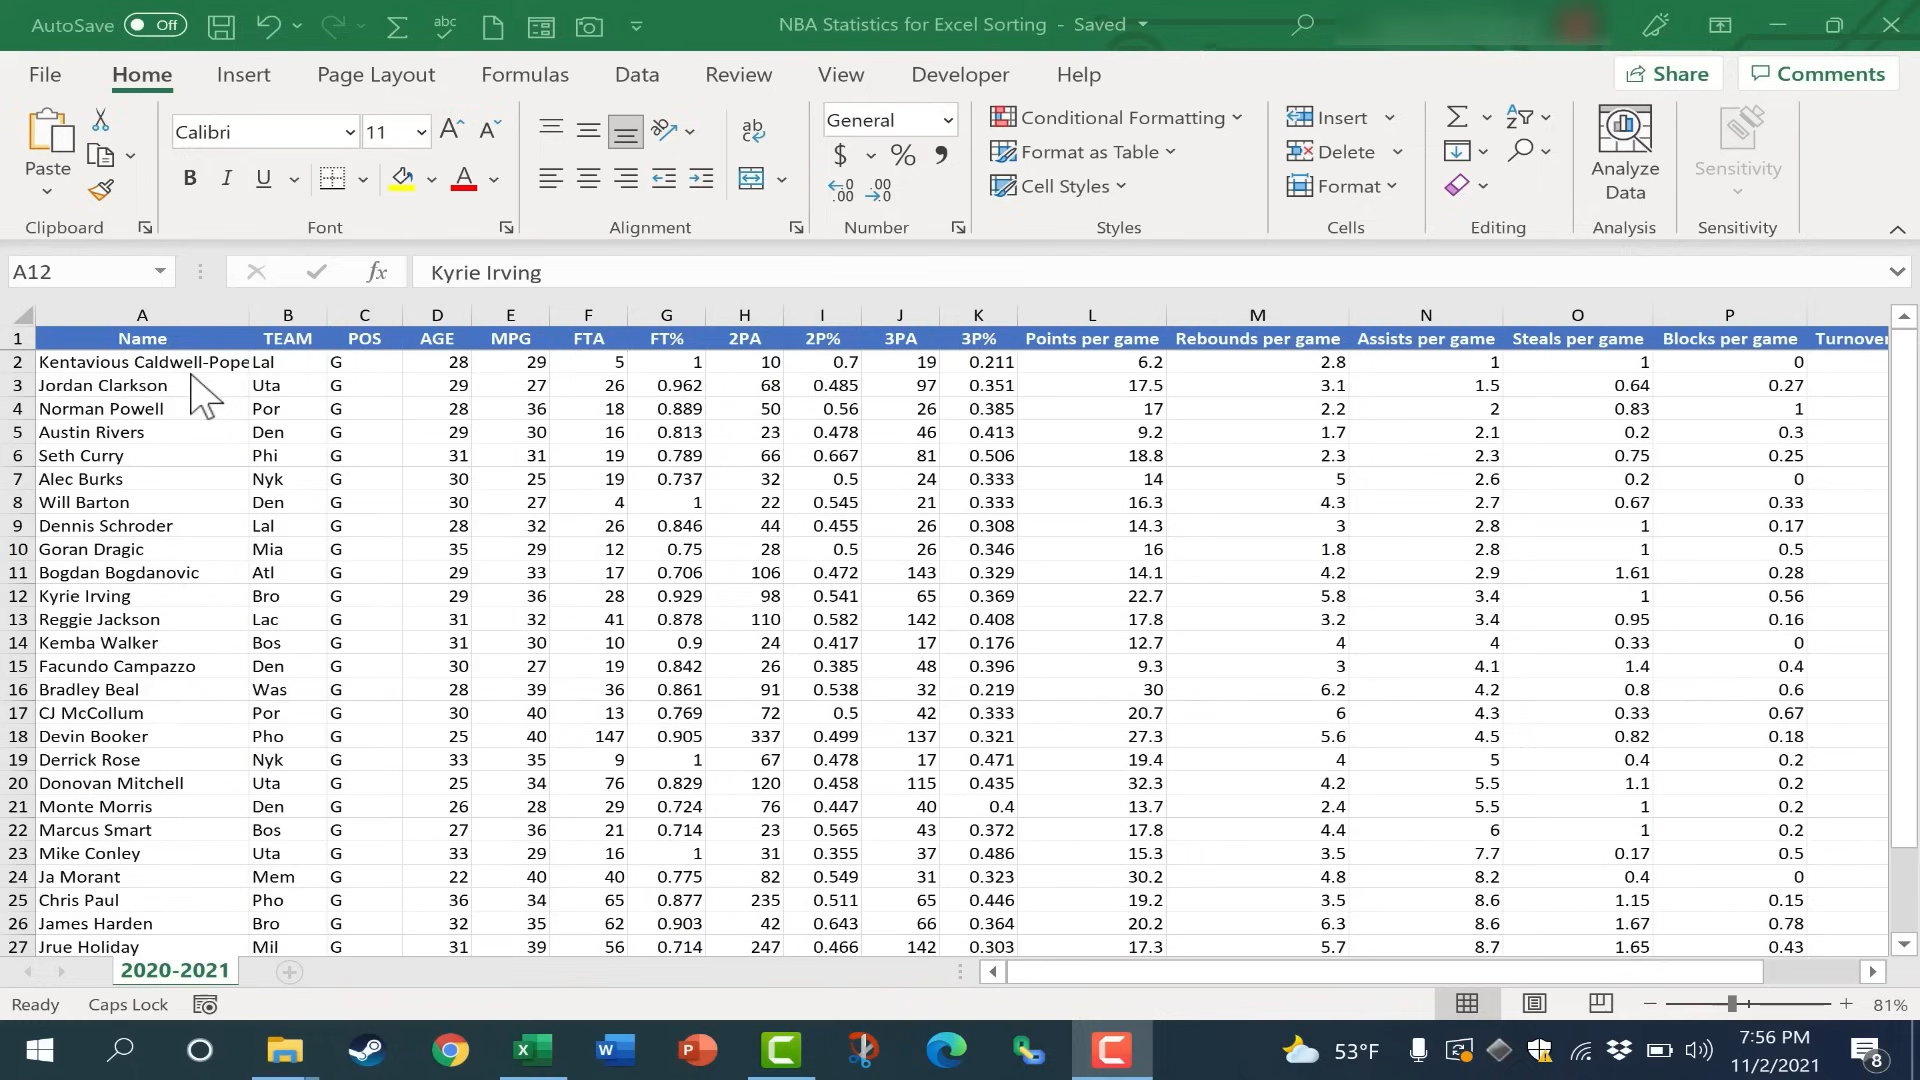 AutoSave Off abc NBA Statistics for Excel Sorting - Saved
File Home Insert Page Layout Formulas Data Review View Developer Help Share Comments
Paste Calibri 11 A A ab General Conditional Formatting Insert Analyze Data Sensitivity
B I U A $ % Format as Table Delete
Cell Styles Format
Clipboard Font Alignment Number Styles Cells Editing Analysis Sensitivity
A12 fx Kyrie Irving
A B C D E F G H I J K L M N O P
1 Name TEAM POS AGE MPG FTA FT% 2PA 2P% 3PA 3P% Points per game Rebounds per game Assists per game Steals per game Blocks per game Turnover
2 Kentavious Caldwell-Pope Lal G 28 29 5 1 10 0.7 19 0.211 6.2 2.8 1 1 0
3 Jordan Clarkson Uta G 29 27 26 0.962 68 0.485 97 0.351 17.5 3.1 1.5 0.64 0.27
4 Norman Powell Por G 28 36 18 0.889 50 0.56 26 0.385 17 2.2 2 0.83 1
5 Austin Rivers Den G 29 30 16 0.813 23 0.478 46 0.413 9.2 1.7 2.1 0.2 0.3
6 Seth Curry Phi G 31 31 19 0.789 66 0.667 81 0.506 18.8 2.3 2.3 0.75 0.25
7 Alec Burks Nyk G 30 25 19 0.737 32 0.5 24 0.333 14 5 2.6 0.2 0
8 Will Barton Den G 30 27 4 1 22 0.545 21 0.333 16.3 4.3 2.7 0.67 0.33
9 Dennis Schroder Lal G 28 32 26 0.846 44 0.455 26 0.308 14.3 3 2.8 1 0.17
10 Goran Dragic Mia G 35 29 12 0.75 28 0.5 26 0.346 16 1.8 2.8 1 0.5
11 Bogdan Bogdanovic Atl G 29 33 17 0.706 106 0.472 143 0.329 14.1 4.2 2.9 1.61 0.28
12 Kyrie Irving Bro G 29 36 28 0.929 98 0.541 65 0.369 22.7 5.8 3.4 1 0.56
13 Reggie Jackson Lac G 31 32 41 0.878 110 0.582 142 0.408 17.8 3.2 3.4 0.95 0.16
14 Kemba Walker Bos G 31 30 10 0.9 24 0.417 17 0.176 12.7 4 4 0.33 0
15 Facundo Campazzo Den G 30 27 19 0.842 26 0.385 48 0.396 9.3 3 4.1 1.4 0.4
16 Bradley Beal Was G 28 39 36 0.861 91 0.538 32 0.219 30 6.2 4.2 0.8 0.6
17 CJ McCollum Por G 30 40 13 0.769 72 0.5 42 0.333 20.7 6 4.3 0.33 0.67
18 Devin Booker Pho G 25 40 147 0.905 337 0.499 137 0.321 27.3 5.6 4.5 0.82 0.18
19 Derrick Rose Nyk G 33 35 9 1 67 0.478 17 0.471 19.4 4 5 0.4 0.2
20 Donovan Mitchell Uta G 25 34 76 0.829 120 0.458 115 0.435 32.3 4.2 5.5 1.1 0.2
21 Monte Morris Den G 26 28 29 0.724 76 0.447 40 0.4 13.7 2.4 5.5 1 0.2
22 Marcus Smart Bos G 27 36 21 0.714 23 0.565 43 0.372 17.8 4.4 6 1 0.2
23 Mike Conley Uta G 33 29 16 1 31 0.355 37 0.486 15.3 3.5 7.7 0.17 0.5
24 Ja Morant Mem G 22 40 40 0.775 82 0.549 31 0.323 30.2 4.8 8.2 0.4 0
25 Chris Paul Pho G 36 34 65 0.877 235 0.511 65 0.446 19.2 3.5 8.6 1.15 0.15
26 James Harden Bro G 32 35 62 0.903 42 0.643 66 0.364 20.2 6.3 8.6 1.67 0.78
27 Jrue Holiday Mil G 31 39 56 0.714 247 0.466 142 0.303 17.3 5.7 8.7 1.65 0.43
2020-2021
Ready Caps Lock 81%
53°F 7:56 PM
11/2/2021 8